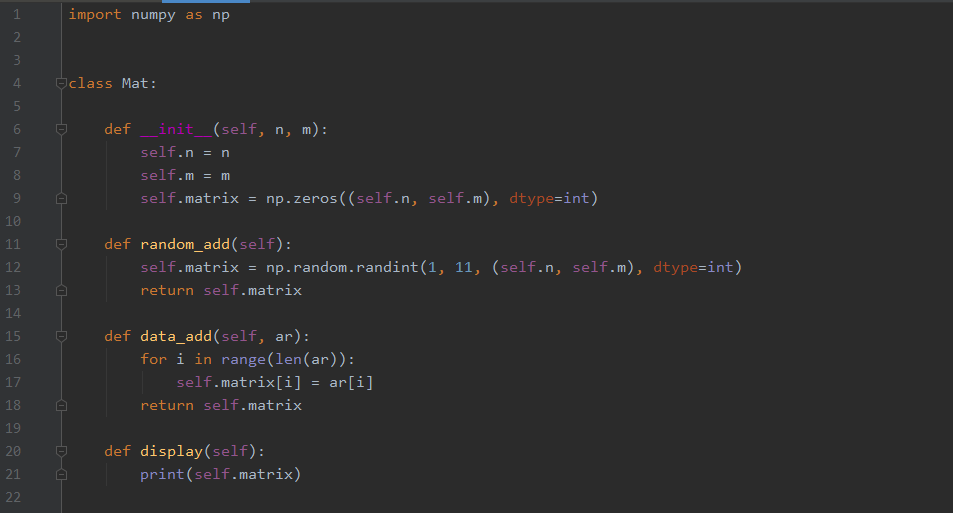 1 import numpy as np
2
3
4 class Mat:
5
6     def __init__(self, n, m):
7         self.n = n
8         self.m = m
9         self.matrix = np.zeros((self.n, self.m), dtype=int)
10
11     def random_add(self):
12         self.matrix = np.random.randint(1, 11, (self.n, self.m), dtype=int)
13         return self.matrix
14
15     def data_add(self, ar):
16         for i in range(len(ar)):
17             self.matrix[i] = ar[i]
18         return self.matrix
19
20     def display(self):
21         print(self.matrix)
22